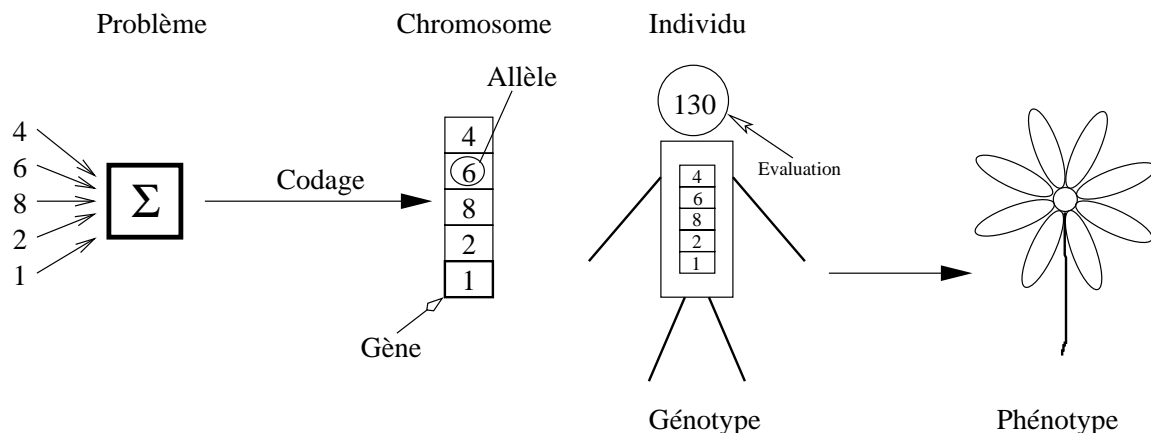 Problème
Chromosome
Individu
Allèle
4
6
8
2
1
Σ
Codage
4
6
8
2
1
Gène
130
Evaluation
4
6
8
2
1
Génotype
Phénotype